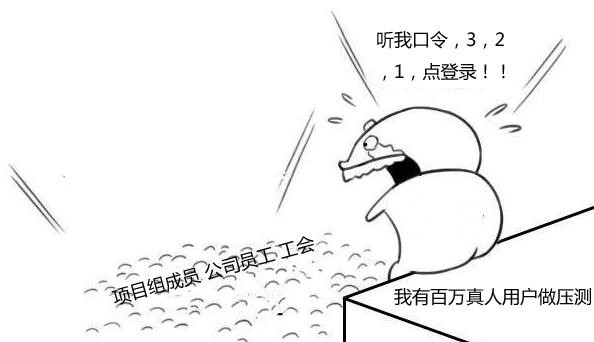 听我口令，3，2
，1，点登录！！
项目组成员 公司员工 工会
我有百万真人用户做压测